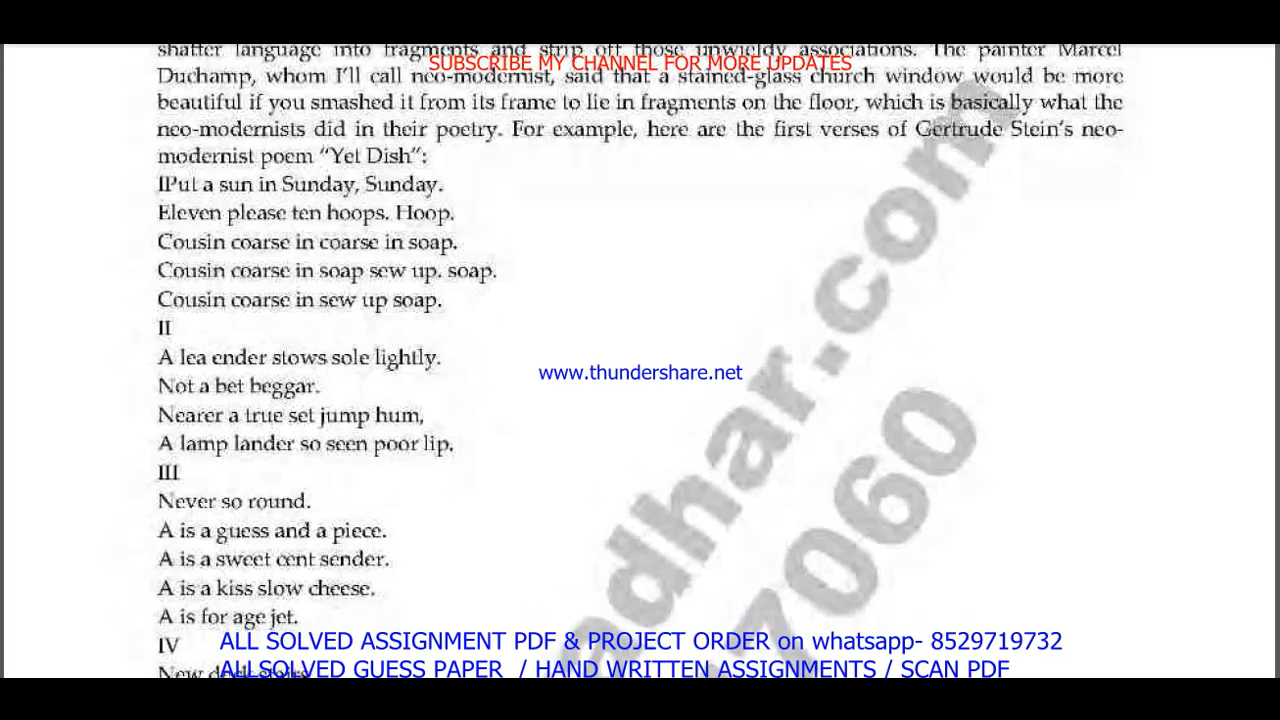 shatter language into fragments and strip off those unwieldy associations. The painter Marcel
SUBSCRIBE MY CHANNEL FOR MORE UPDATES
Duchamp, whom I'll call neo-modernist, said that a stained-glass church window would be more
beautiful if you smashed it from its frame to lie in fragments on the floor, which is basically what the
neo-modernists did in their poetry. For example, here are the first verses of Gertrude Stein's neo-
modernist poem “Yet Dish”:
IPut a sun in Sunday, Sunday.
Eleven please ten hoops. Hoop.
Cousin coarse in coarse in soap.
Cousin coarse in soap sew up. soap.
Cousin coarse in sew up soap.
II
A lea ender stows sole lightly.
www.thundershare.net
Not a bet beggar.
Nearer a true set jump hum,
A lamp lander so seen poor lip.
III
Never so round.
A is a guess and a piece.
A is a sweet cent sender.
A is a kiss slow cheese.
A is for age jet.
IV
ALL SOLVED ASSIGNMENT PDF & PROJECT ORDER on whatsapp- 8529719732
New
ALL SOLVED GUESS PAPER / HAND WRITTEN ASSIGNMENTS / SCAN PDF
adhar.com
7060